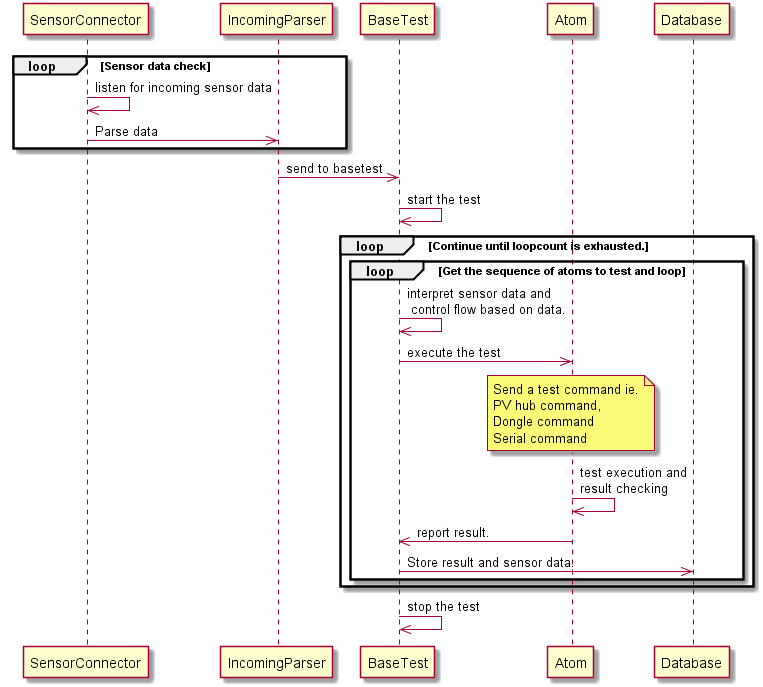 SensorConnector IncomingParser BaseTest Atom Database
loop [Sensor data check]
listen for incoming sensor data
Parse data
send to basetest
start the test
loop [Continue until loopcount is exhausted.]
loop [Get the sequence of atoms to test and loop]
interpret sensor data and
control flow based on data.
execute the test
Send a test command ie.
PV hub command,
Dongle command
Serial command
test execution and
result checking
report result.
Store result and sensor data.
stop the test
SensorConnector IncomingParser BaseTest Atom Database